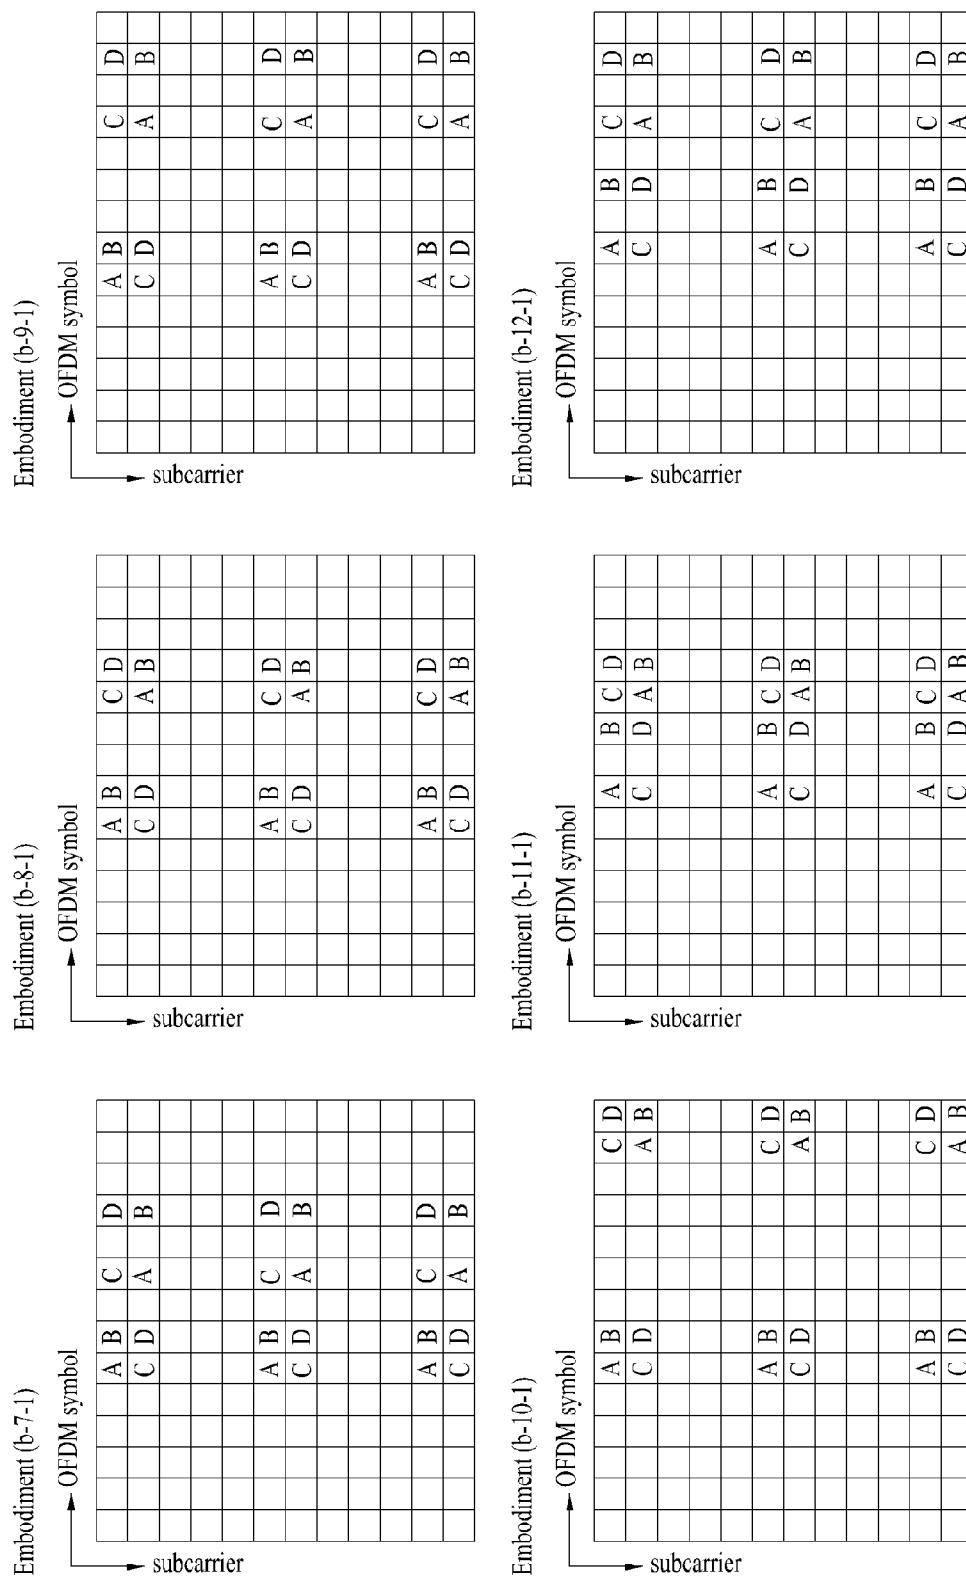 Embodiment (b-7-1)
OFDM symbol
subcarrier
A B C D
C D A B
A B C D
C D A B
A B C D
C D A B
Embodiment (b-8-1)
OFDM symbol
subcarrier
A B C D
C D A B
A B C D
C D A B
A B C D
C D A B
Embodiment (b-9-1)
OFDM symbol
subcarrier
A B C D
C D A B
A B C D
C D A B
A B C D
C D A B
Embodiment (b-10-1)
OFDM symbol
subcarrier
A B C D
C D A B
A B C D
C D A B
A B C D
C D A B
Embodiment (b-11-1)
OFDM symbol
subcarrier
A B C D
C D A B
A B C D
C D A B
A B C D
C D A B
Embodiment (b-12-1)
OFDM symbol
subcarrier
A B C D
C D A B
A B C D
C D A B
A B C D
C D A B